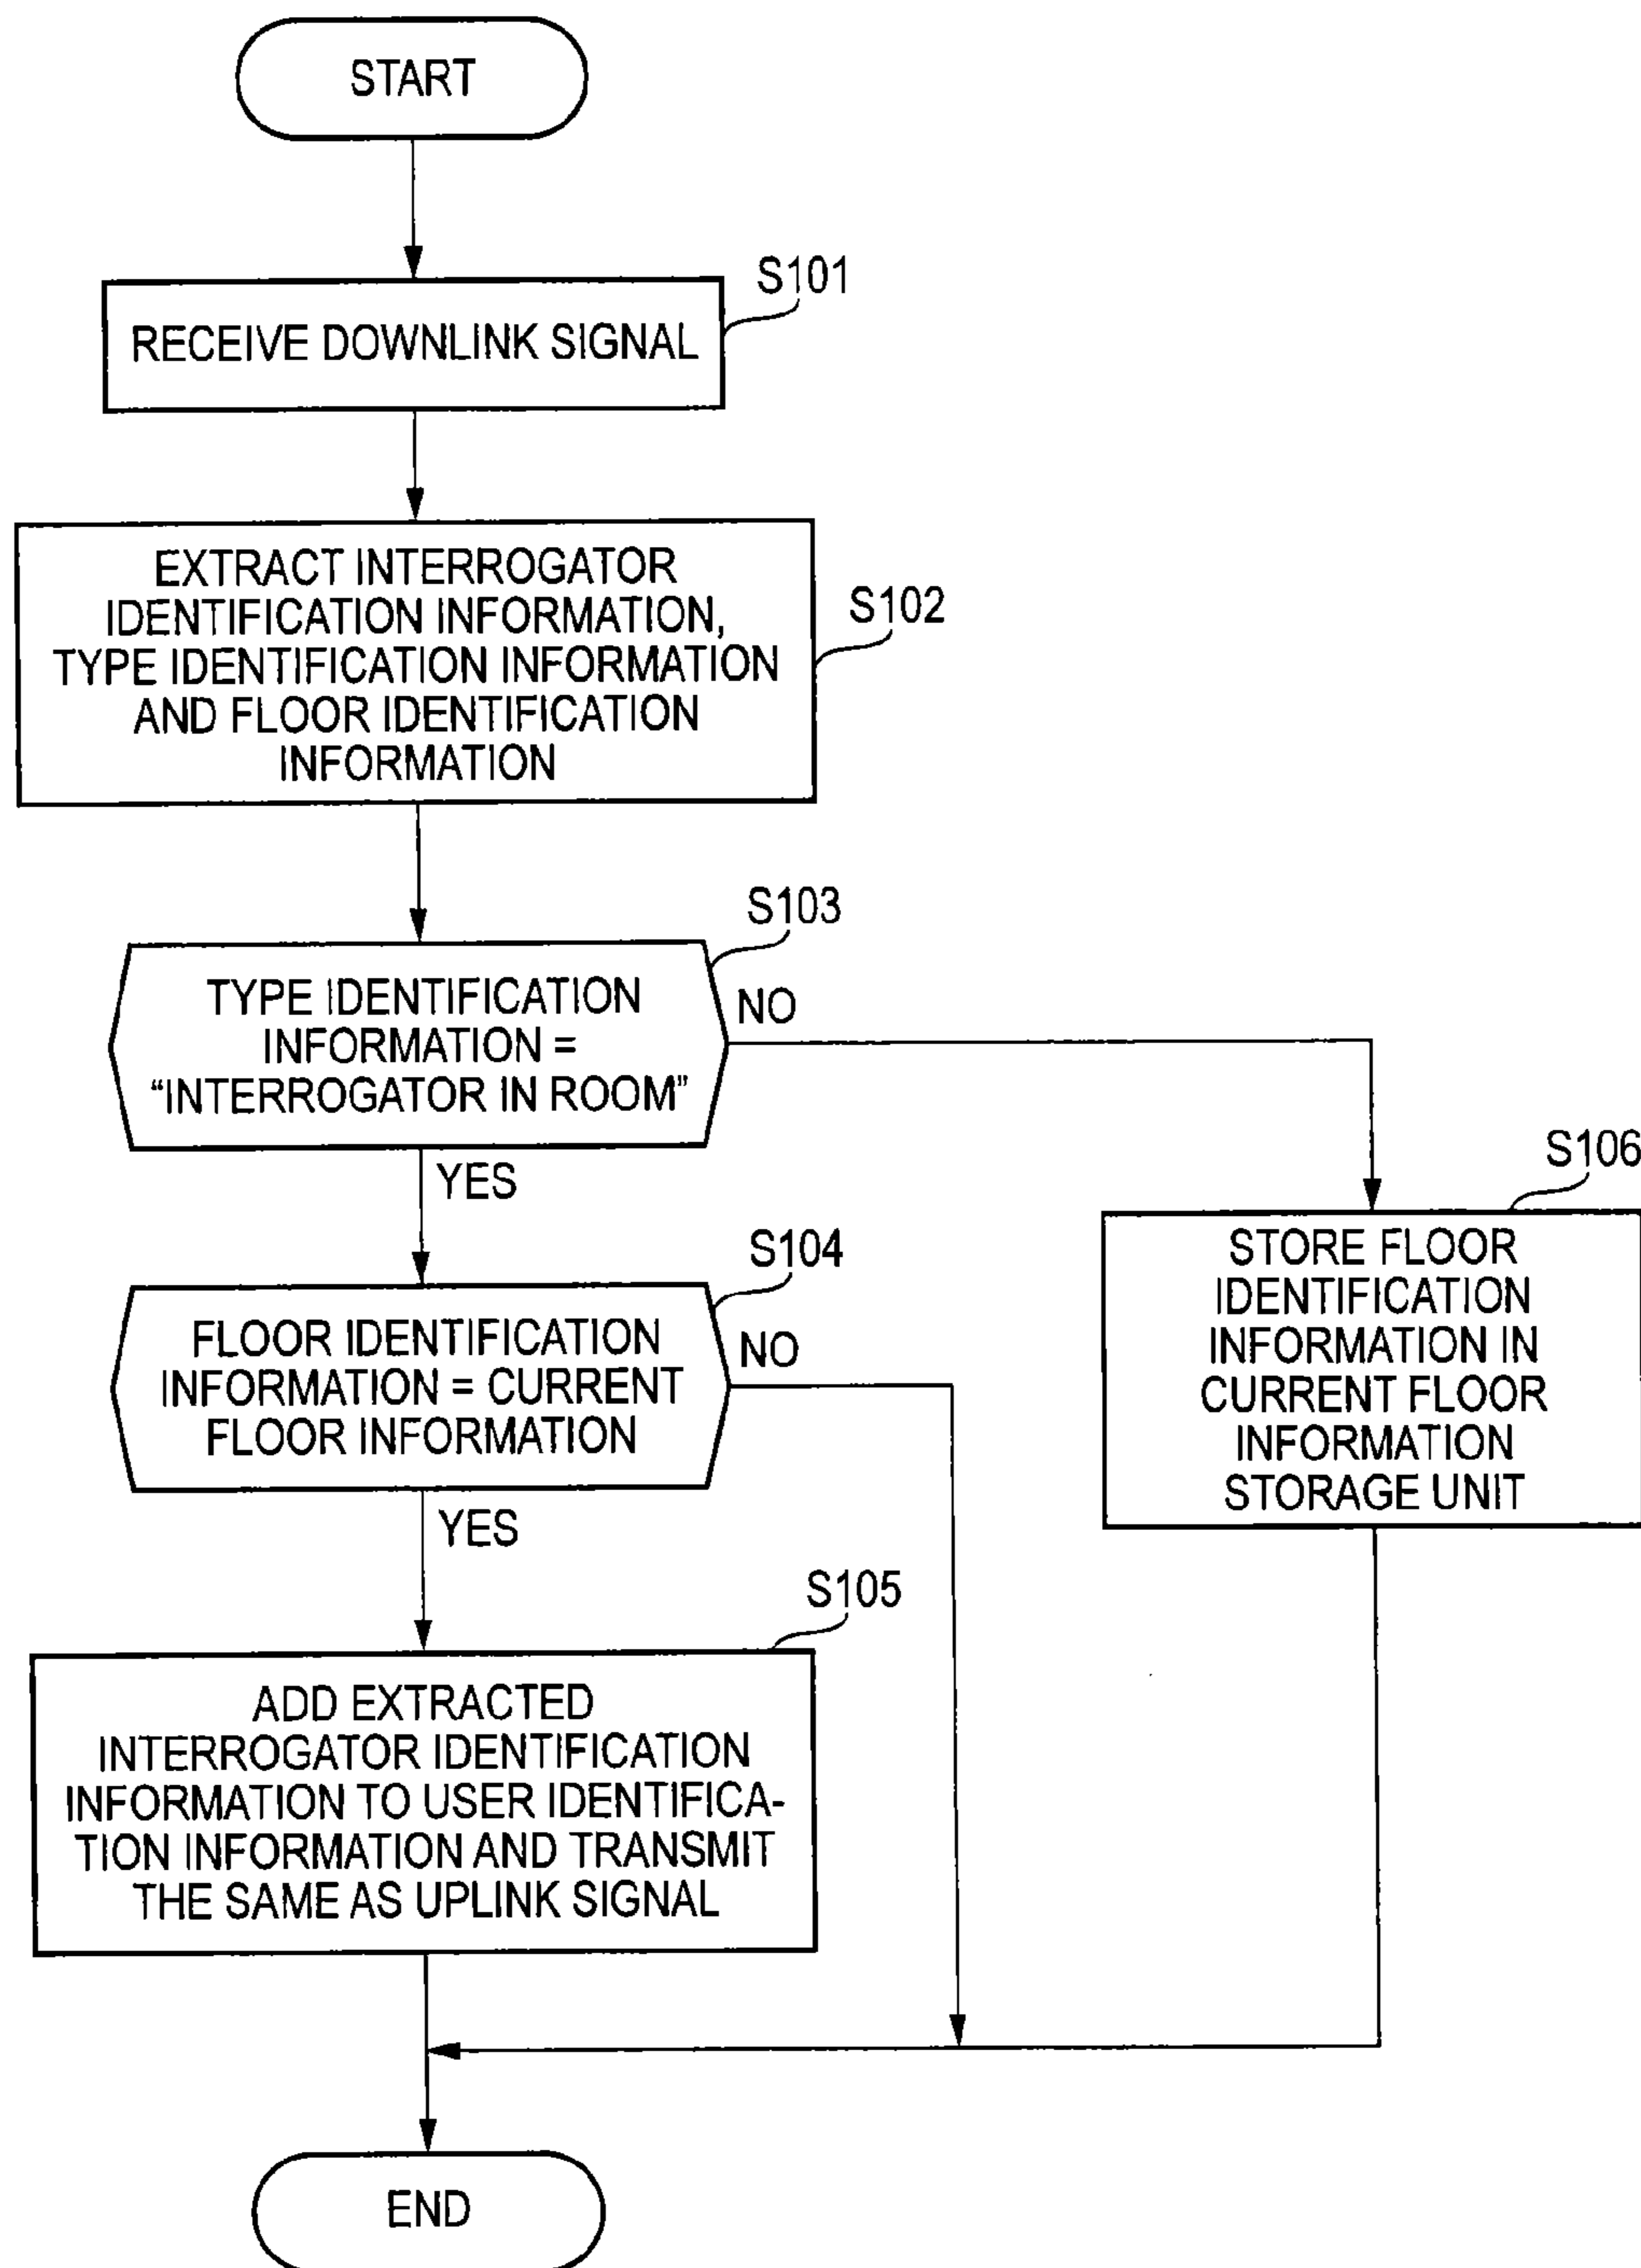 START
S101
RECEIVE DOWNLINK SIGNAL
EXTRACT INTERROGATOR
IDENTIFICATION INFORMATION,
TYPE IDENTIFICATION INFORMATION
AND FLOOR IDENTIFICATION
INFORMATION
S102
S103
TYPE IDENTIFICATION
INFORMATION =
“INTERROGATOR IN ROOM”
NO
YES
S104
FLOOR IDENTIFICATION
INFORMATION = CURRENT
FLOOR INFORMATION
NO
YES
S106
STORE FLOOR
IDENTIFICATION
INFORMATION IN
CURRENT FLOOR
INFORMATION
STORAGE UNIT
S105
ADD EXTRACTED
INTERROGATOR IDENTIFICATION
INFORMATION TO USER IDENTIFICA-
TION INFORMATION AND TRANSMIT
THE SAME AS UPLINK SIGNAL
END